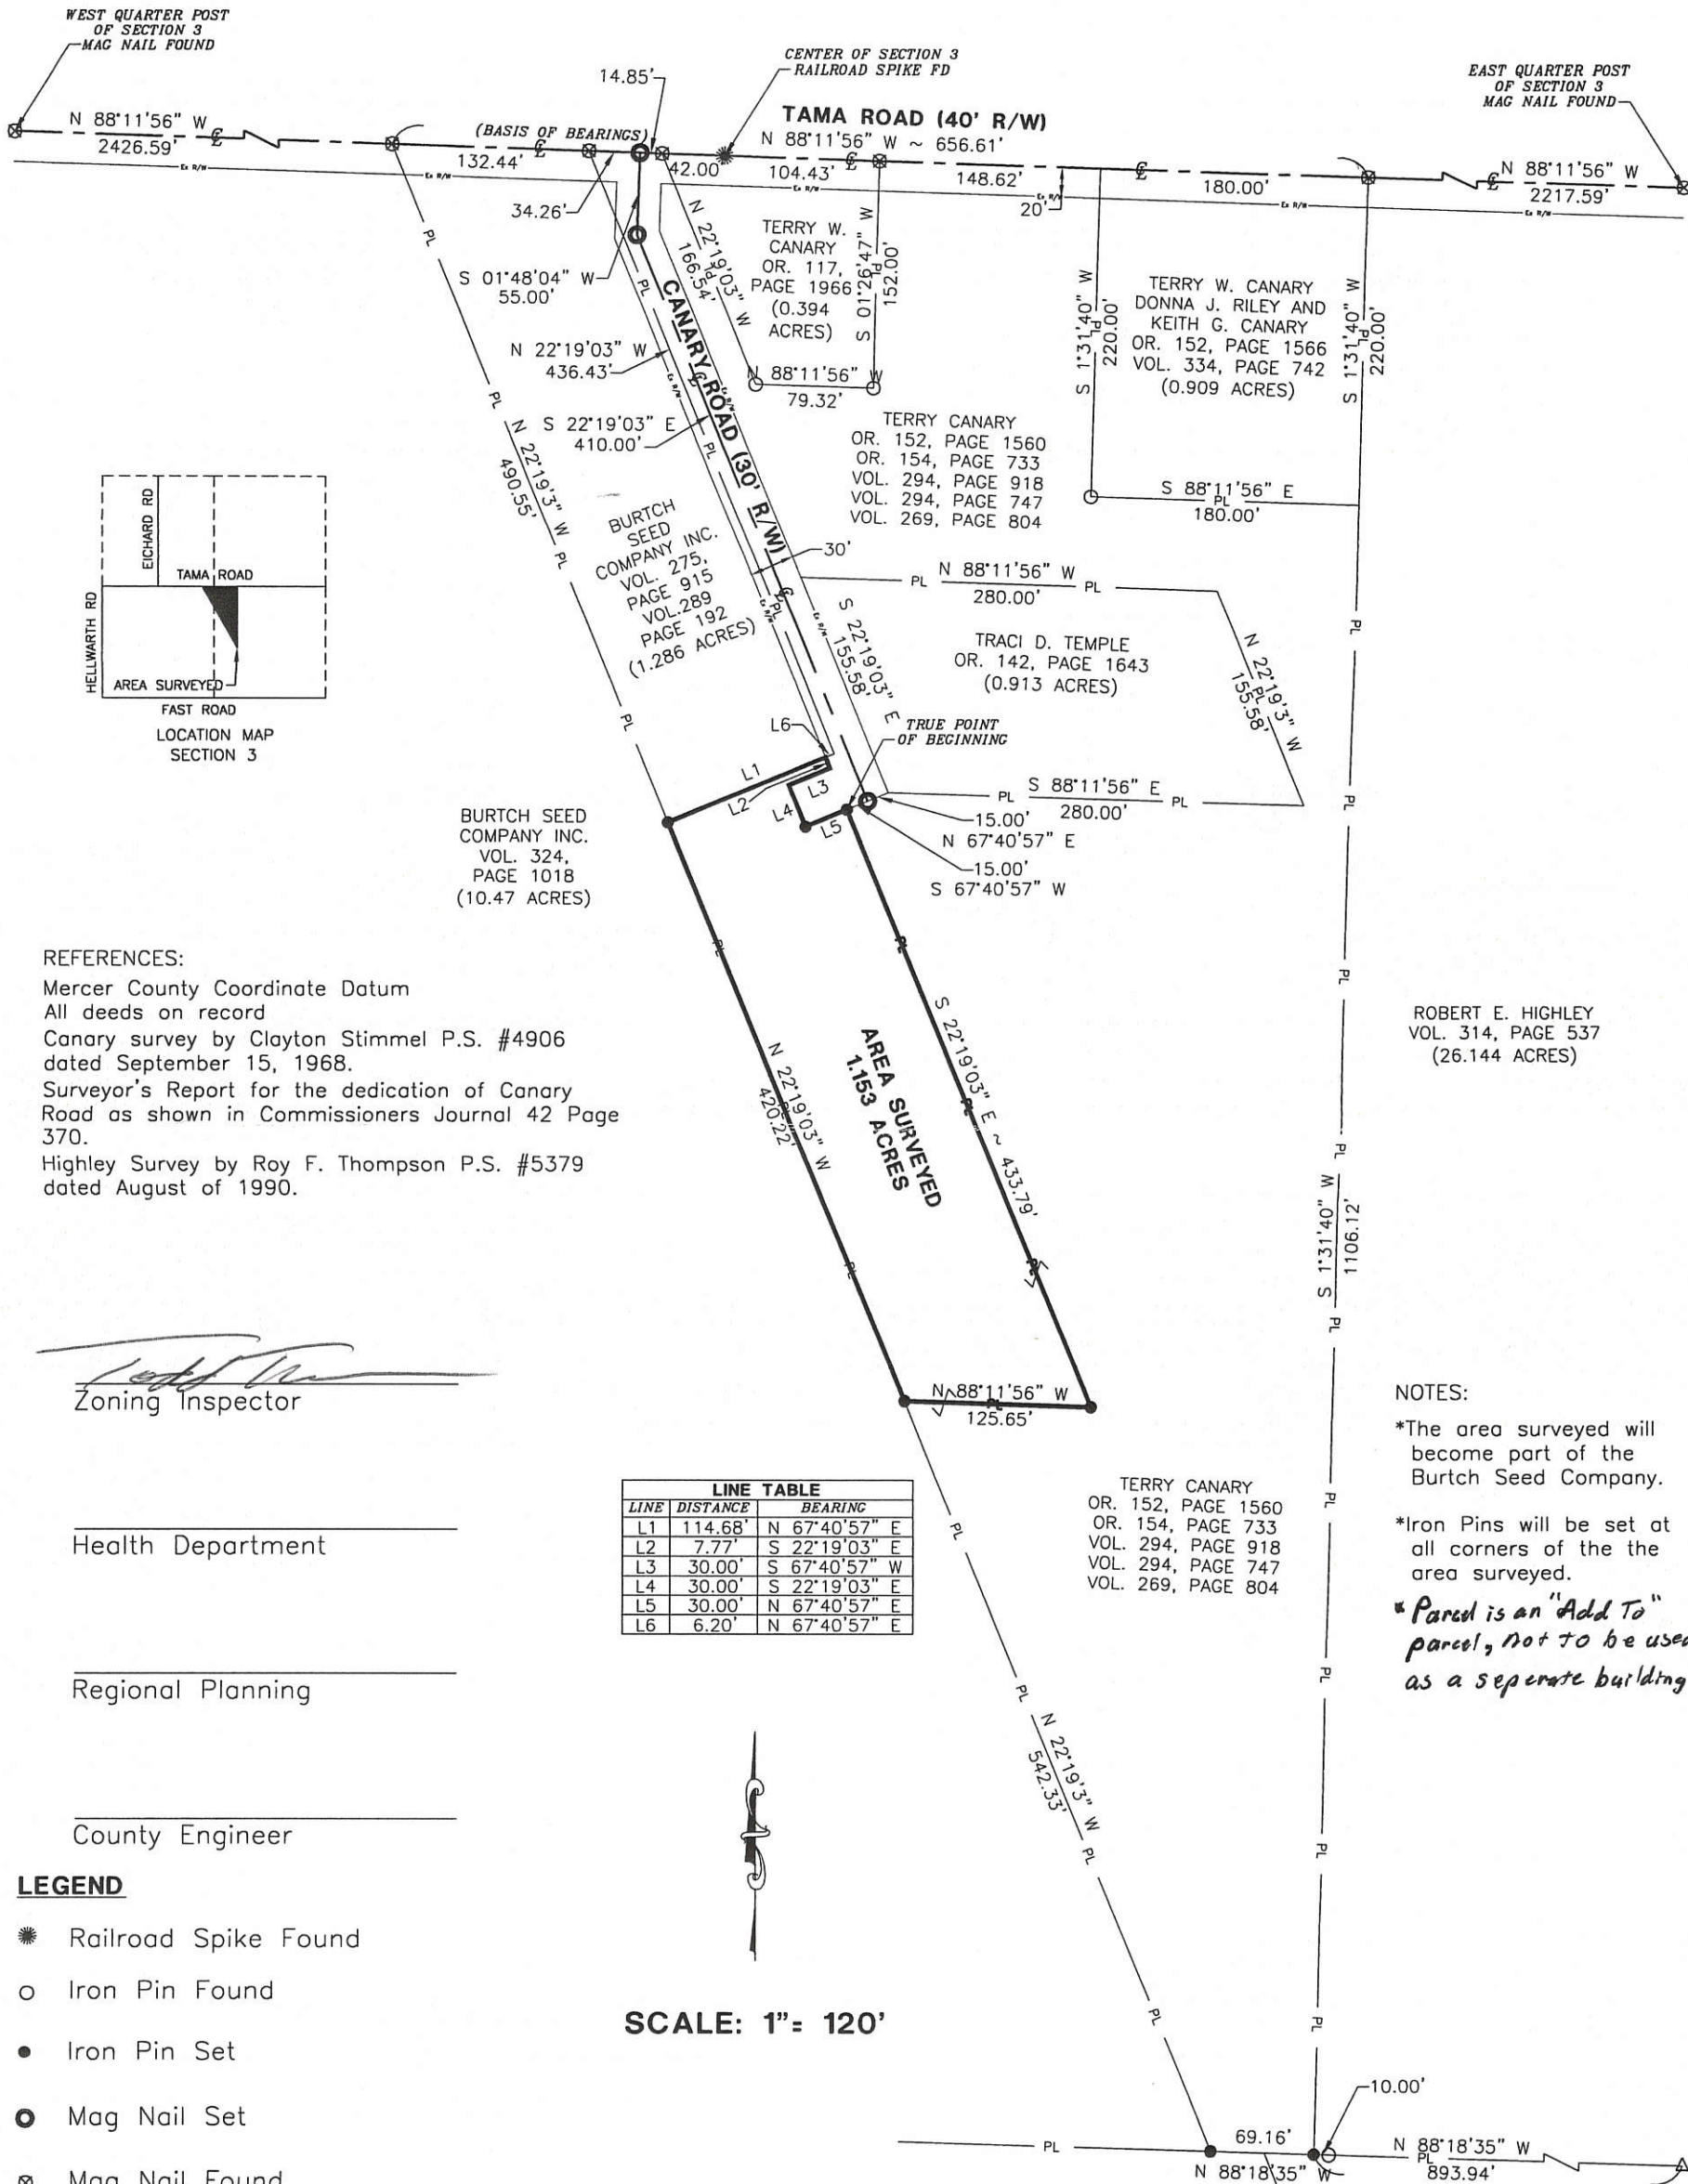 WEST QUARTER POST
OF SECTION 3
MAG NAIL FOUND
CENTER OF SECTION 3
RAILROAD SPIKE FD
EAST QUARTER POST
OF SECTION 3
MAG NAIL FOUND
14.85'
TAMA ROAD (40' R/W)
N 88°11'56" W
2426.59'
(BASIS OF BEARINGS)
N 88°11'56" W ~ 656.61'
N 88°11'56" W
2217.59'
132.44'
42.00'
104.43'
148.62'
180.00'
Ex R/W
Ex R/W
Ex R/W
Ex R/W
Ex R/W
Ex R/W
34.26'
20'
S 01°48'04" W
55.00'
N 22°19'03" W
166.54'
TERRY W.
CANARY
OR. 117,
PAGE 1966
(0.394
ACRES)
S 01°26'47" W
152.00'
N 88°11'56" W
79.32'
S 1°31'40" W
220.00'
TERRY W. CANARY
DONNA J. RILEY AND
KEITH G. CANARY
OR. 152, PAGE 1566
VOL. 334, PAGE 742
(0.909 ACRES)
S 1°31'40" W
220.00'
S 88°11'56" E
PL
180.00'
N 22°19'03" W
436.43'
S 22°19'03" E
410.00'
CANARY ROAD (30' R/W)
N 22°19'3" W
490.55'
TERRY CANARY
OR. 152, PAGE 1560
OR. 154, PAGE 733
VOL. 294, PAGE 918
VOL. 294, PAGE 747
VOL. 269, PAGE 804
BURTCH
SEED
COMPANY INC.
VOL. 275,
PAGE 915
VOL.289
PAGE 192
(1.286 ACRES)
30'
PL N 88°11'56" W PL
280.00'
S 22°19'03" E
155.58'
TRACI D. TEMPLE
OR. 142, PAGE 1643
(0.913 ACRES)
N 22°19'3" W
PL
155.58'
EICHARD RD
TAMA ROAD
HELLWARTH RD
AREA SURVEYED
FAST ROAD
LOCATION MAP
SECTION 3
L6
TRUE POINT
OF BEGINNING
L1
L2
L3
L4
L5
PL S 88°11'56" E PL
280.00'
15.00'
N 67°40'57" E
15.00'
S 67°40'57" W
BURTCH SEED
COMPANY INC.
VOL. 324,
PAGE 1018
(10.47 ACRES)
REFERENCES:
Mercer County Coordinate Datum
All deeds on record
Canary survey by Clayton Stimmel P.S. #4906
dated September 15, 1968.
Surveyor's Report for the dedication of Canary
Road as shown in Commissioners Journal 42 Page
370.
Highley Survey by Roy F. Thompson P.S. #5379
dated August of 1990.
N 22°19'03" W
420.22'
AREA SURVEYED
1.153 ACRES
S 22°19'03" E ~ 433.79'
ROBERT E. HIGHLEY
VOL. 314, PAGE 537
(26.144 ACRES)
S 1°31'40" W
1106.12'
N 88°11'56" W
PL
125.65'
Zoning Inspector
Health Department
Regional Planning
County Engineer
LINE TABLE
LINE DISTANCE BEARING
L1 114.68' N 67°40'57" E
L2 7.77' S 22°19'03" E
L3 30.00' S 67°40'57" W
L4 30.00' S 22°19'03" E
L5 30.00' N 67°40'57" E
L6 6.20' N 67°40'57" E
TERRY CANARY
OR. 152, PAGE 1560
OR. 154, PAGE 733
VOL. 294, PAGE 918
VOL. 294, PAGE 747
VOL. 269, PAGE 804
NOTES:
*The area surveyed will
become part of the
Burtch Seed Company.
*Iron Pins will be set at
all corners of the the
area surveyed.
* Parcel is an "Add To"
parcel, not to be used
as a seperate building
N 22°19'3" W
542.33'
LEGEND
Railroad Spike Found
Iron Pin Found
Iron Pin Set
Mag Nail Set
Mag Nail Found
SCALE: 1"= 120'
10.00'
PL
69.16'
N 88°18'35" W
N 88°18'35" W
PL
893.94'